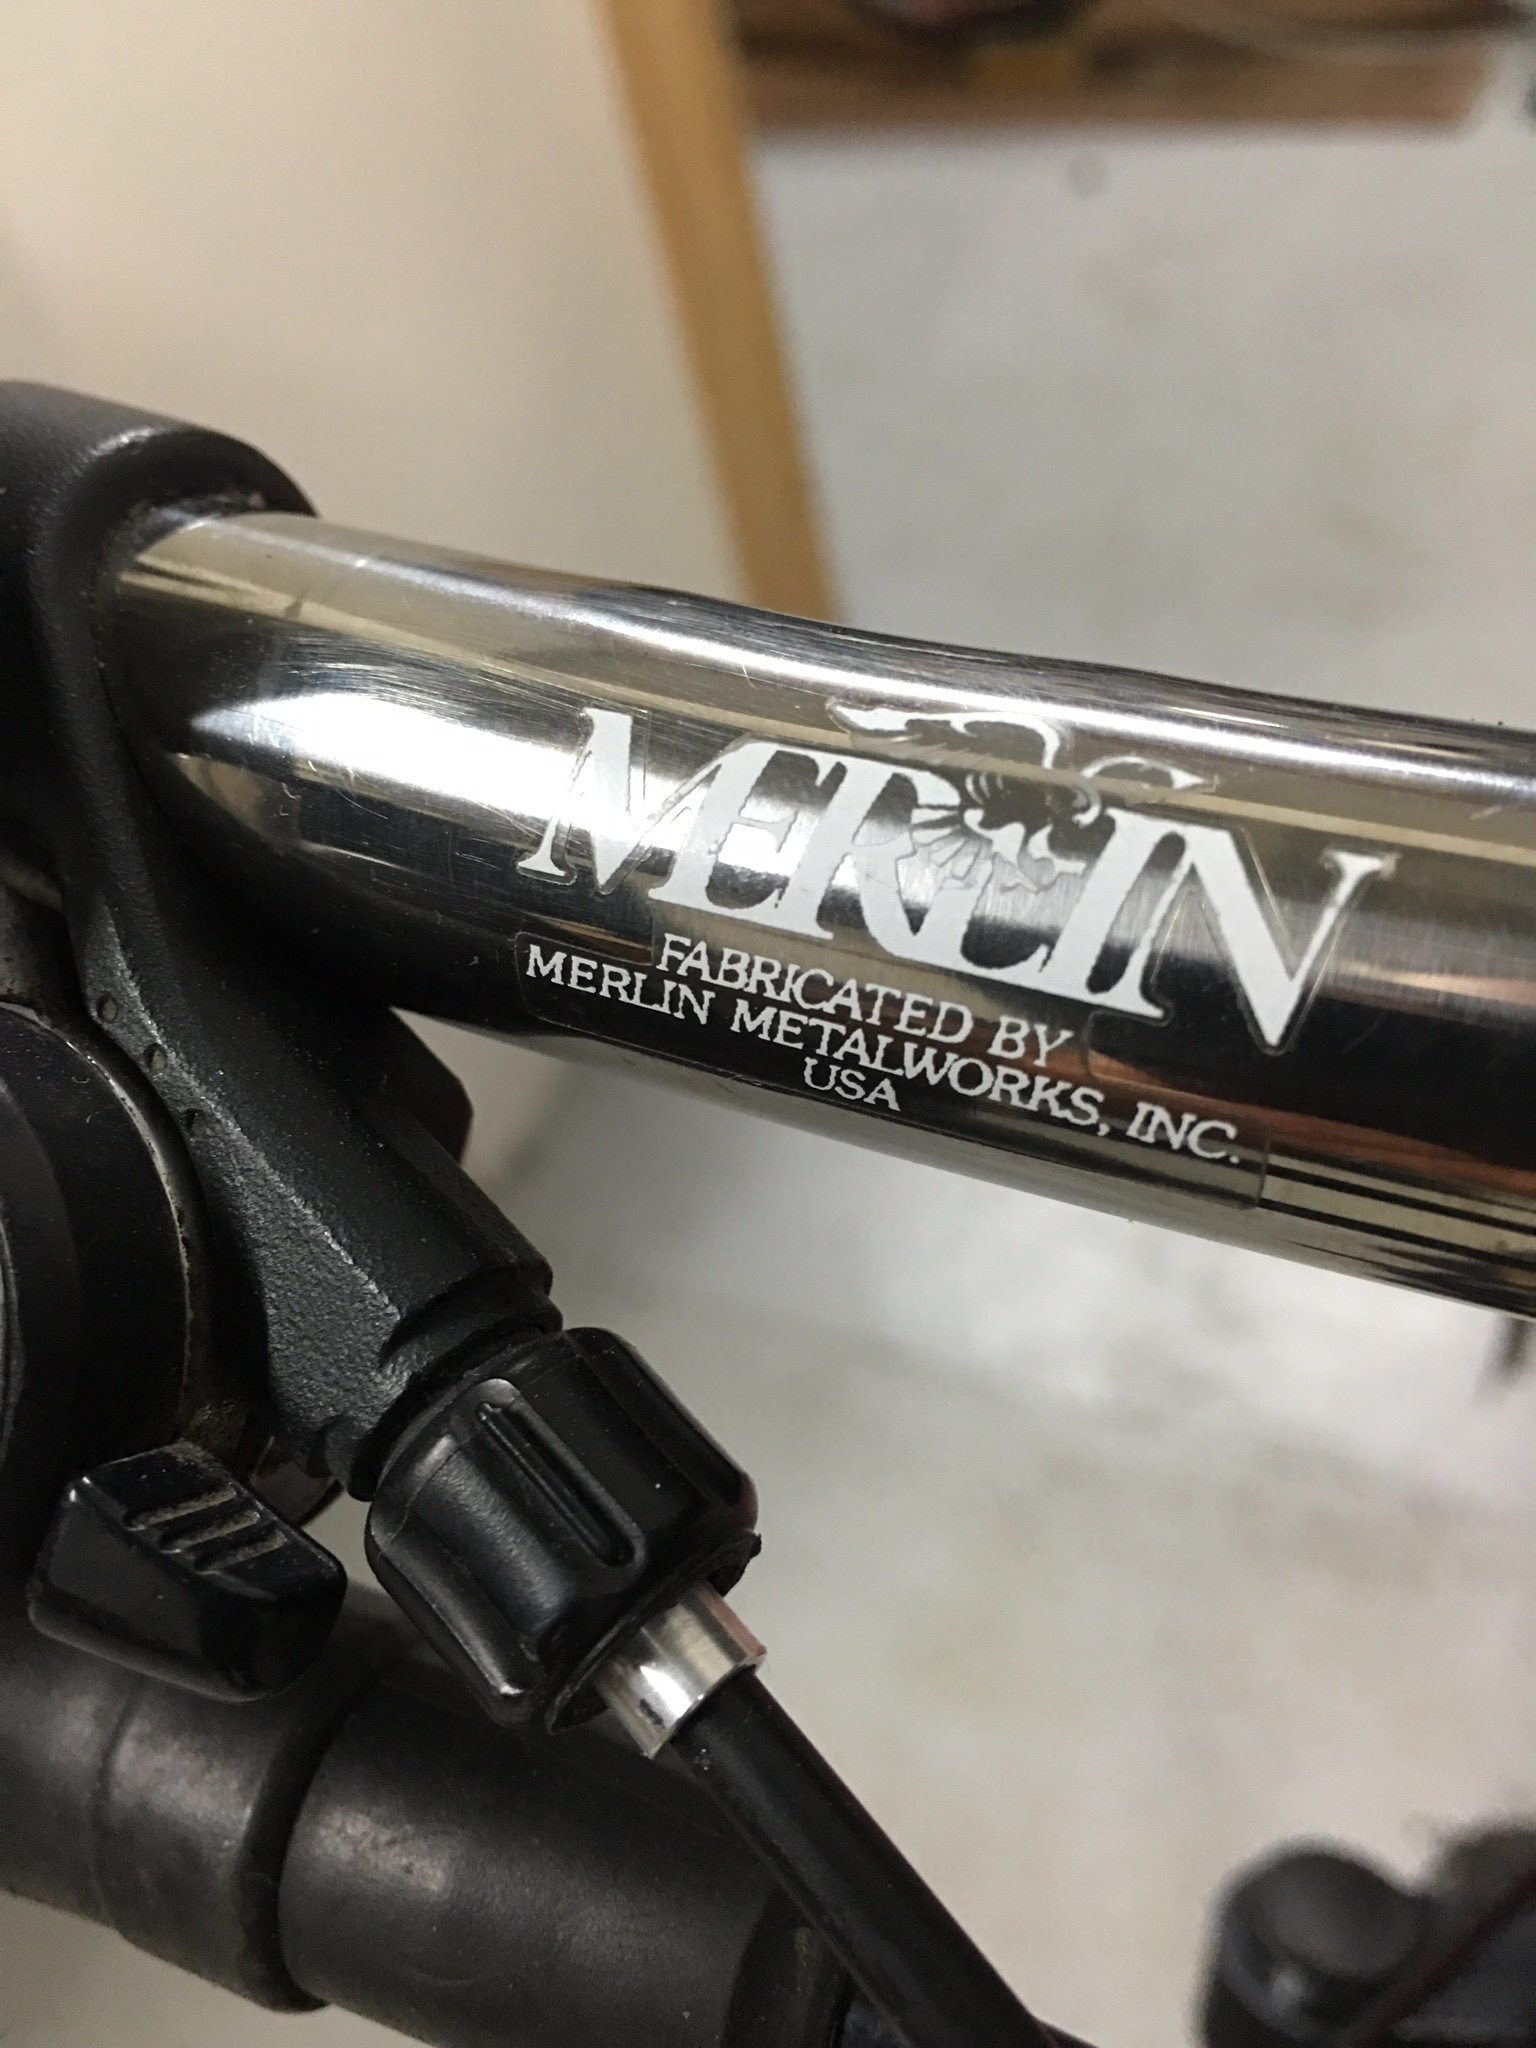 MERLIN
FABRICATED BY
MERLIN METALWORKS, INC.
USA